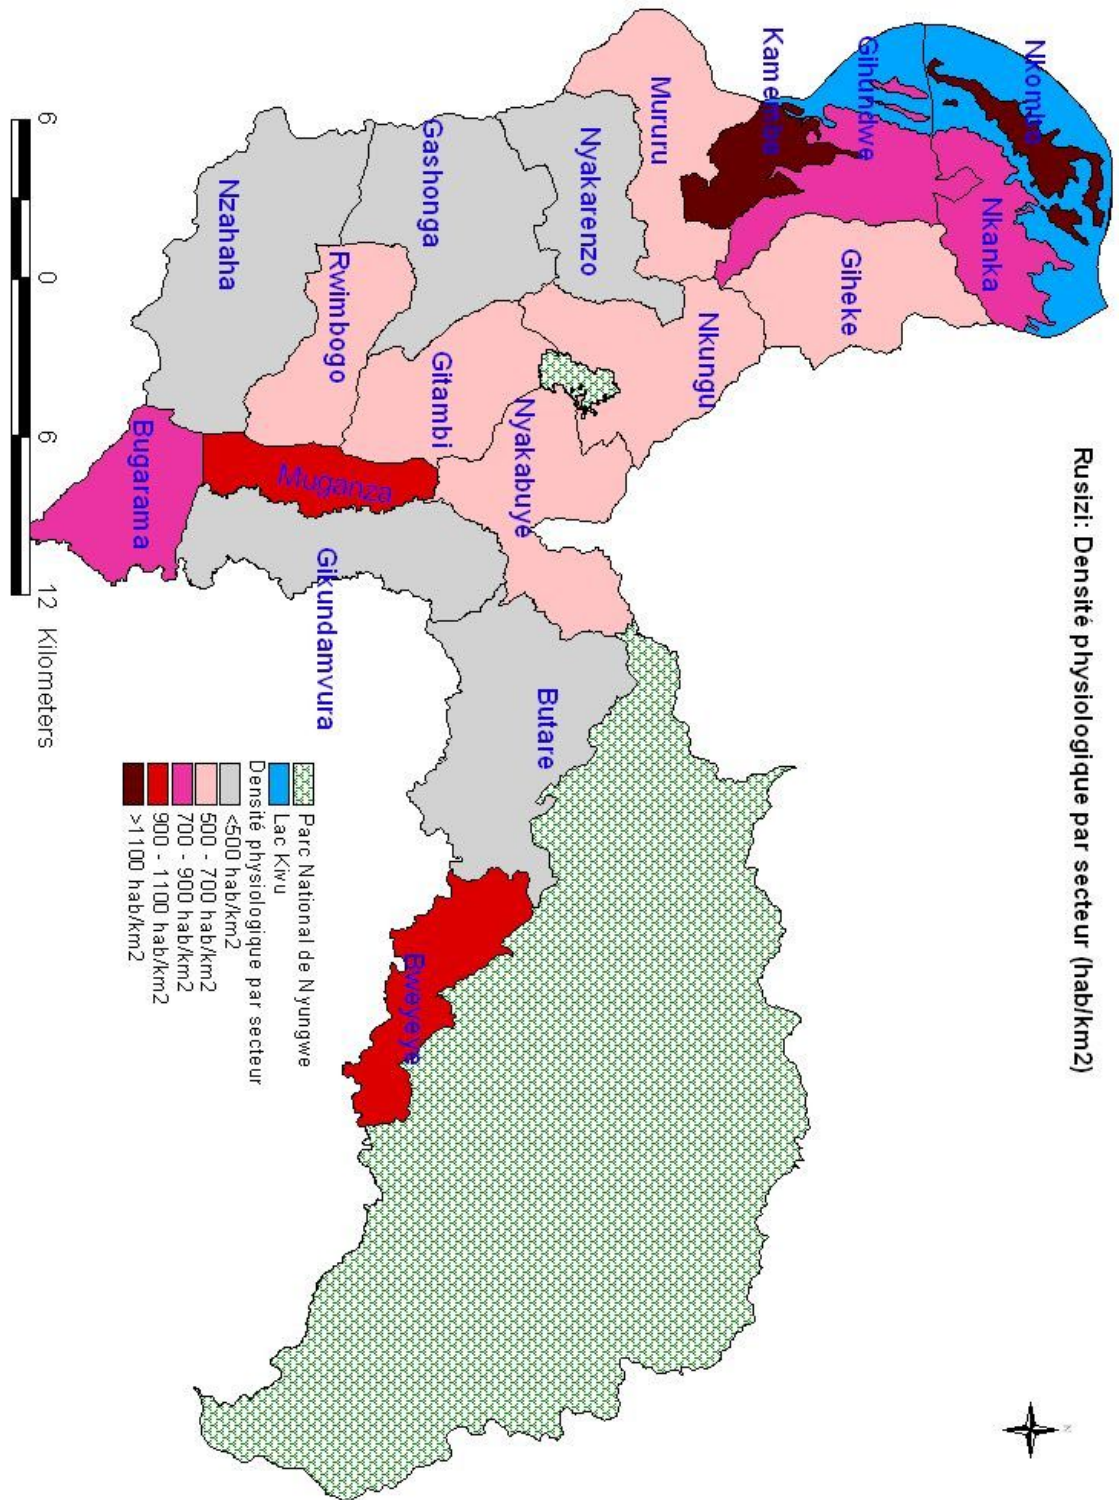 Rusizi: Densité physiologique par secteur (hab/km2)
N
Nkombo
Gihundwe
Nkanka
Kamembe
Giheke
Mururu
Nkungu
Nyakarenzo
Nyakabuye
Butare
Gashonga
Gitambi
Bweyeye
Rwimbogo
Muganza
Gikundamvura
Nzahaha
Bugarama
Parc National de Nyungwe
Lac Kivu
Densité physiologique par secteur
<500 hab/km2
500 - 700 hab/km2
700 - 900 hab/km2
900 - 1100 hab/km2
>1100 hab/km2
6 0 6 12 Kilometers